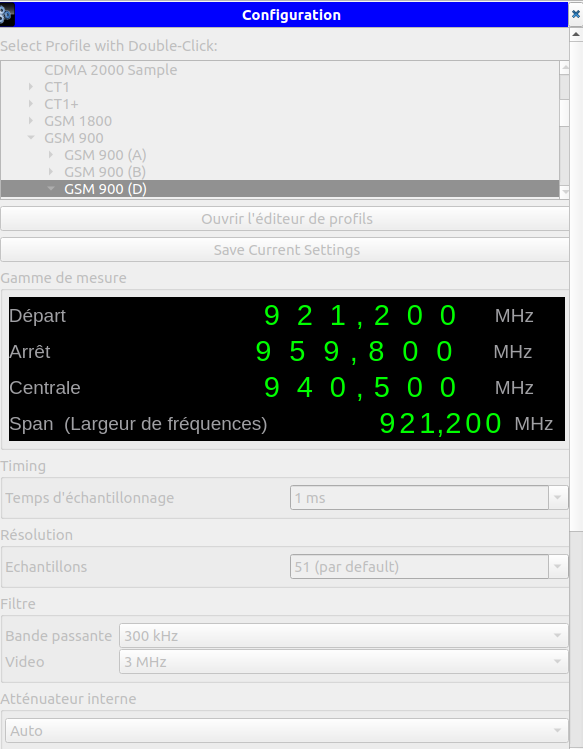 Configuration
Select Profile with Double-Click:
CDMA 2000 Sample
CT1
CT1+
GSM 1800
GSM 900
GSM 900 (A)
GSM 900 (B)
GSM 900 (D)
Ouvrir l'éditeur de profils
Save Current Settings
Gamme de mesure
Départ 921,200 MHz
Arrêt 959,800 MHz
Centrale 940,500 MHz
Span (Largeur de fréquences) 921,200 MHz
Timing
Temps d'échantillonnage 1 ms
Résolution
Echantillons 51 (par default)
Filtre
Bande passante 300 kHz
Video 3 MHz
Atténuateur interne
Auto